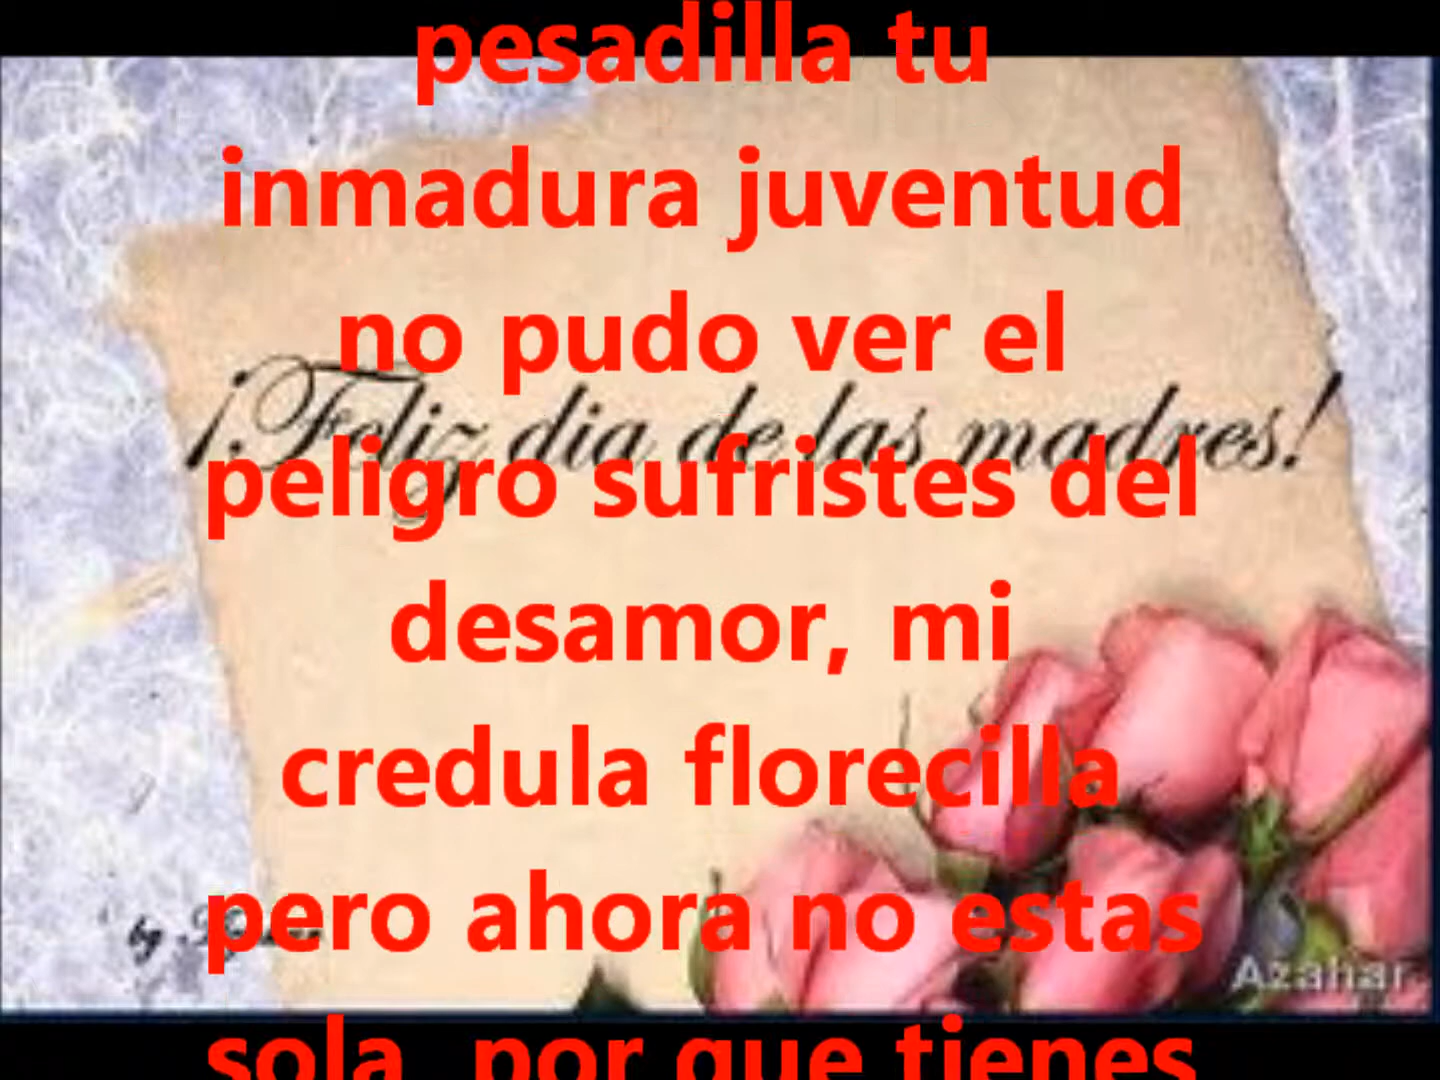 pesadilla tu
inmadura juventud
no pudo ver el
¡Feliz dia de las madres!
peligro sufristes del
desamor, mi
credula florecilla
pero ahora no estas
by
Azahar
sola, por que tienes